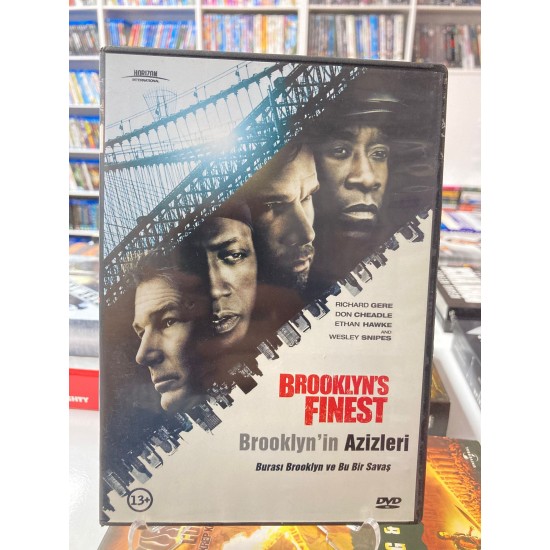 HORIZON
INTERNATIONAL
RICHARD GERE
DON CHEADLE
ETHAN HAWKE
AND
WESLEY SNIPES
BROOKLYN'S
FINEST
Brooklyn'in Azizleri
Burası Brooklyn ve Bu Bir Savaş
13+
DVD